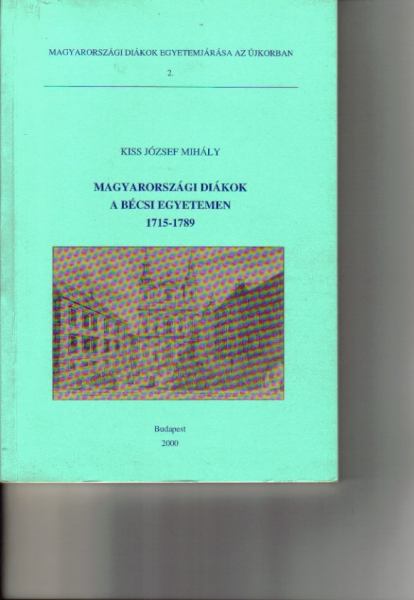 MAGYARORSZÁGI DIÁKOK EGYETEMJÁRÁSA AZ ÚJKORBAN
2.
KISS JÓZSEF MIHÁLY
MAGYARORSZÁGI DIÁKOK
A BÉCSI EGYETEMEN
1715-1789
Budapest
2000